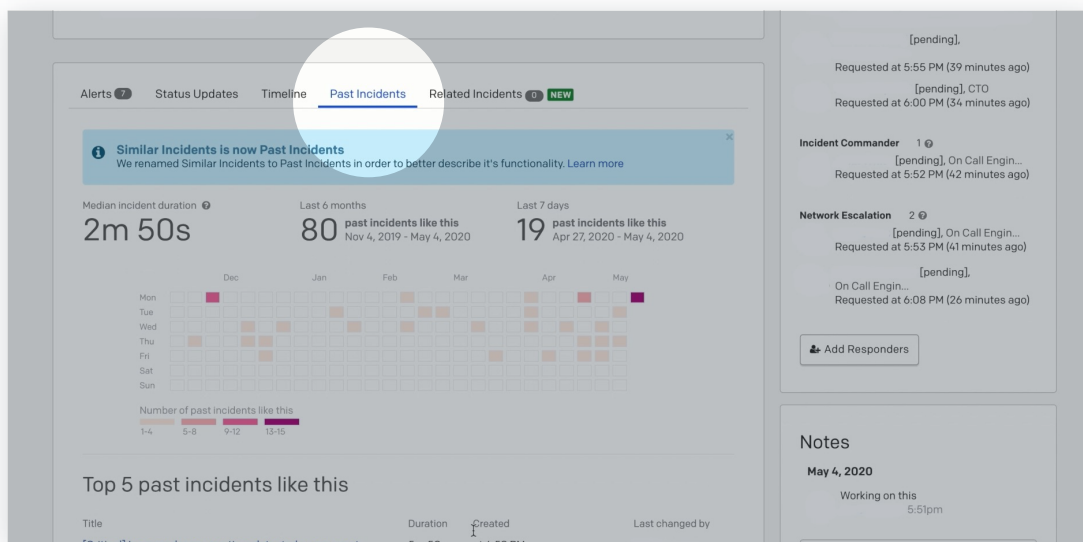 Alerts 7 Status Updates Timeline Past Incidents Related Incidents 0 NEW
Similar Incidents is now Past Incidents
We renamed Similar Incidents to Past Incidents in order to better describe it's functionality. Learn more
Median incident duration
2m 50s
Last 6 months
80 past incidents like this
Nov 4, 2019 - May 4, 2020
Last 7 days
19 past incidents like this
Apr 27, 2020 - May 4, 2020
Dec Jan Feb Mar Apr May
Mon
Tue
Wed
Thu
Fri
Sat
Sun
Number of past incidents like this
1-4 5-8 9-12 13-15
Top 5 past incidents like this
Title Duration Created Last changed by
[pending],
Requested at 5:55 PM (39 minutes ago)
[pending], CTO
Requested at 6:00 PM (34 minutes ago)
Incident Commander 1
[pending], On Call Engin...
Requested at 5:52 PM (42 minutes ago)
Network Escalation 2
[pending], On Call Engin...
Requested at 5:53 PM (41 minutes ago)
[pending],
On Call Engin...
Requested at 6:08 PM (26 minutes ago)
Add Responders
Notes
May 4, 2020
Working on this
5:51pm